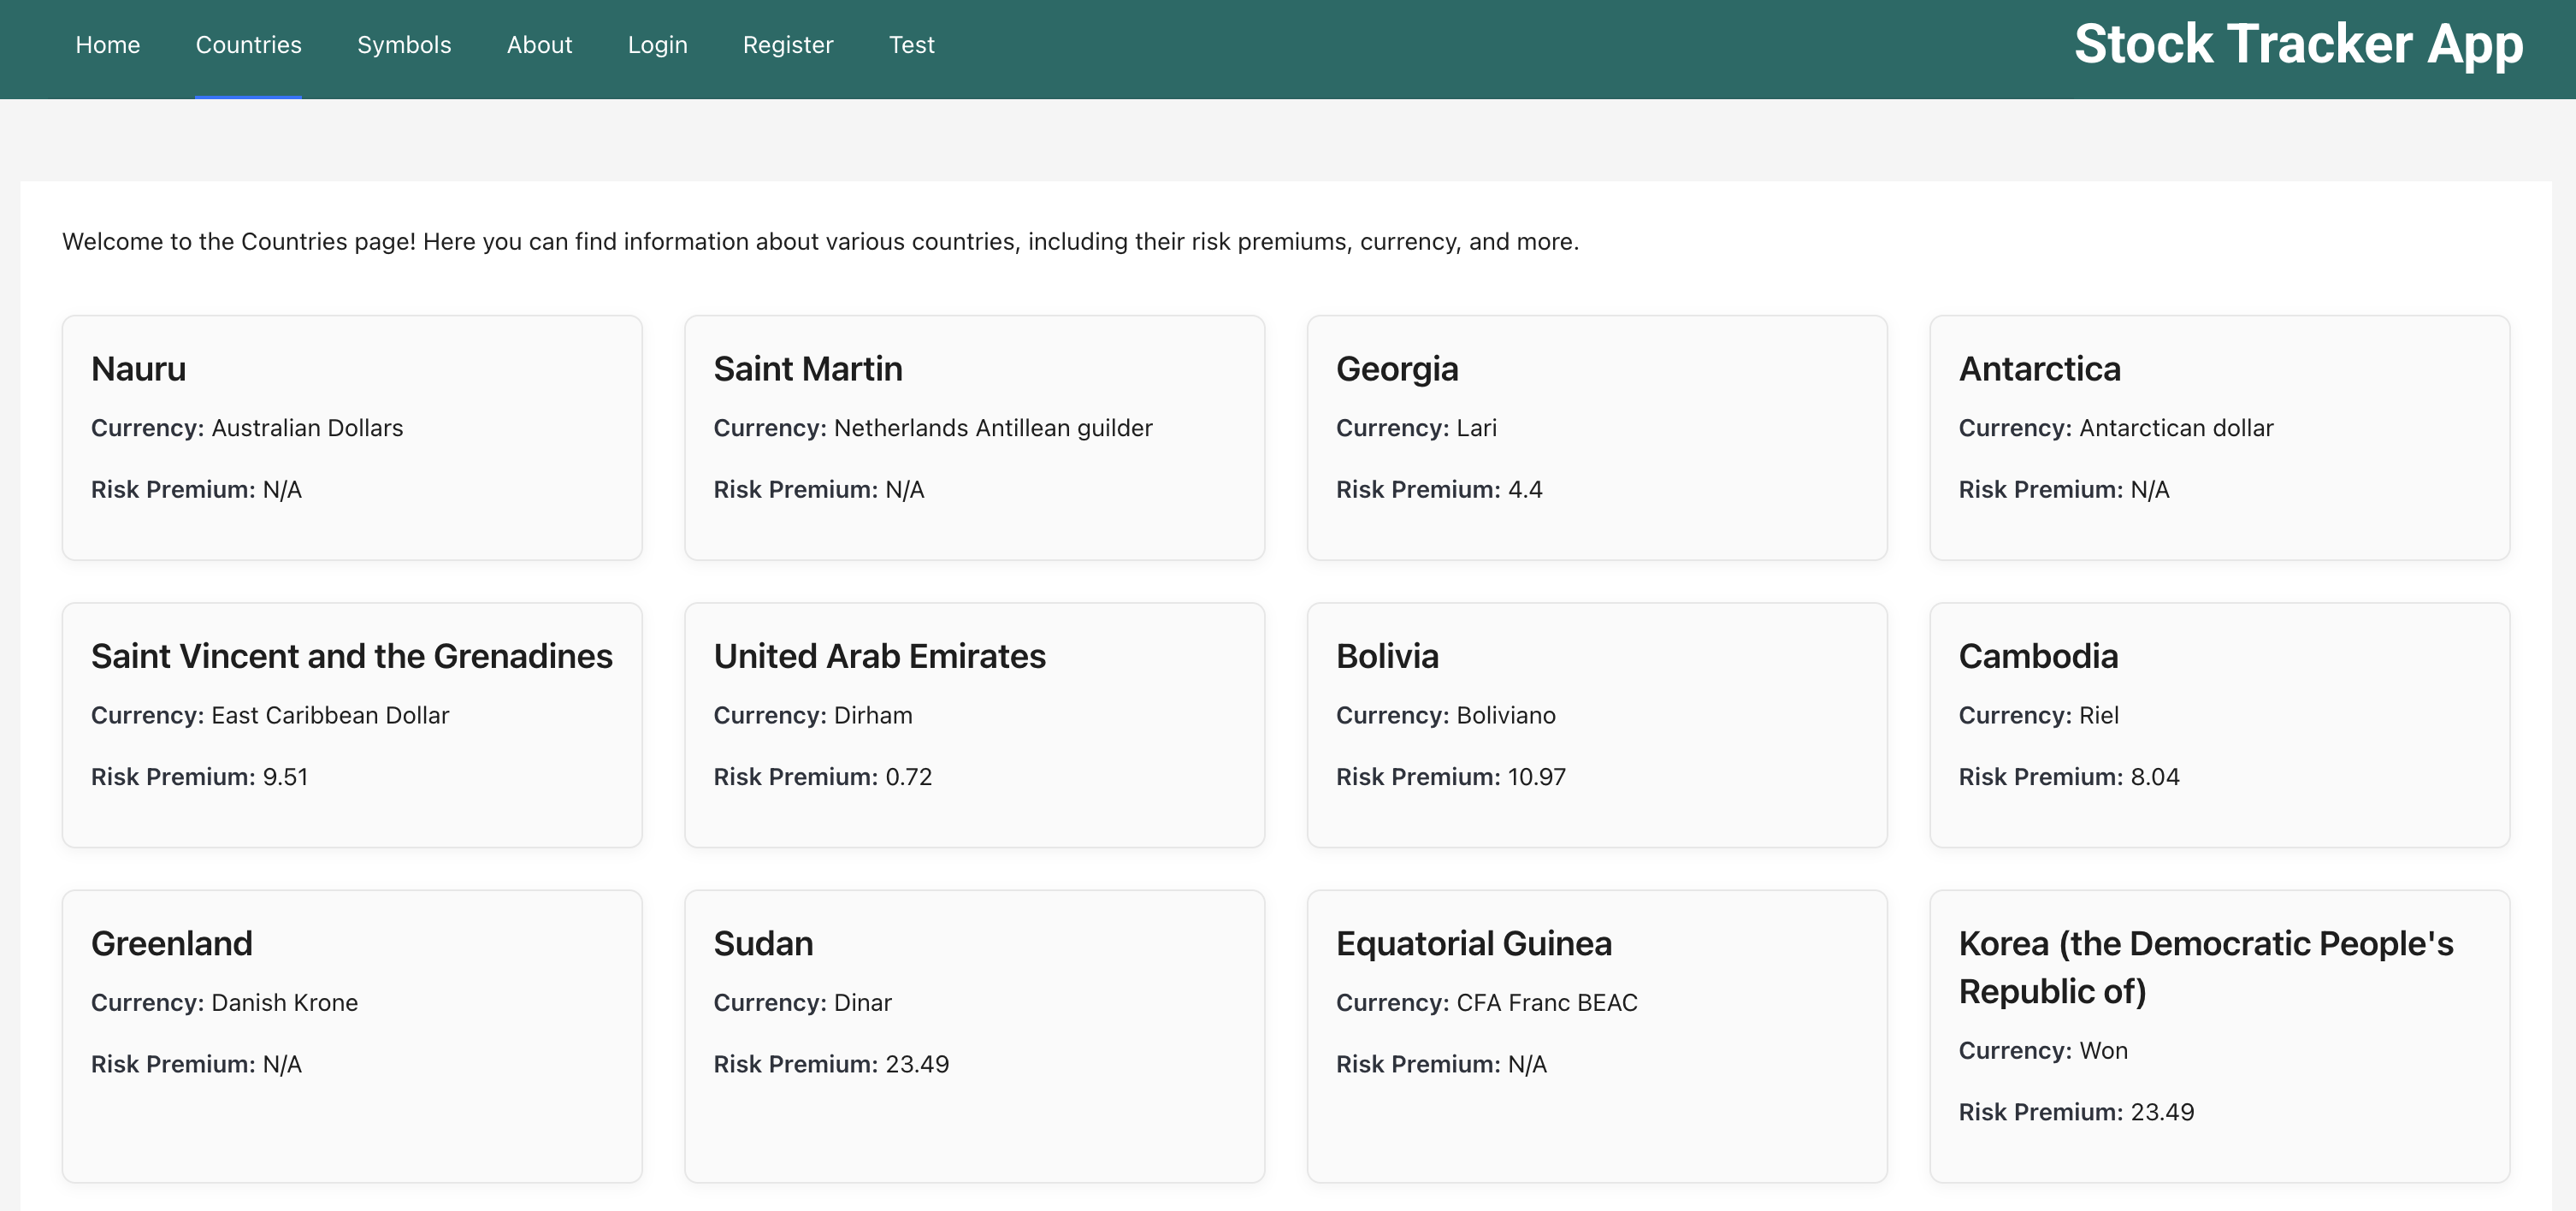 Home Countries Symbols About Login Register Test
Stock Tracker App
Welcome to the Countries page! Here you can find information about various countries, including their risk premiums, currency, and more.
Nauru
Currency: Australian Dollars
Risk Premium: N/A
Saint Martin
Currency: Netherlands Antillean guilder
Risk Premium: N/A
Georgia
Currency: Lari
Risk Premium: 4.4
Antarctica
Currency: Antarctican dollar
Risk Premium: N/A
Saint Vincent and the Grenadines
Currency: East Caribbean Dollar
Risk Premium: 9.51
United Arab Emirates
Currency: Dirham
Risk Premium: 0.72
Bolivia
Currency: Boliviano
Risk Premium: 10.97
Cambodia
Currency: Riel
Risk Premium: 8.04
Greenland
Currency: Danish Krone
Risk Premium: N/A
Sudan
Currency: Dinar
Risk Premium: 23.49
Equatorial Guinea
Currency: CFA Franc BEAC
Risk Premium: N/A
Korea (the Democratic People's
Republic of)
Currency: Won
Risk Premium: 23.49